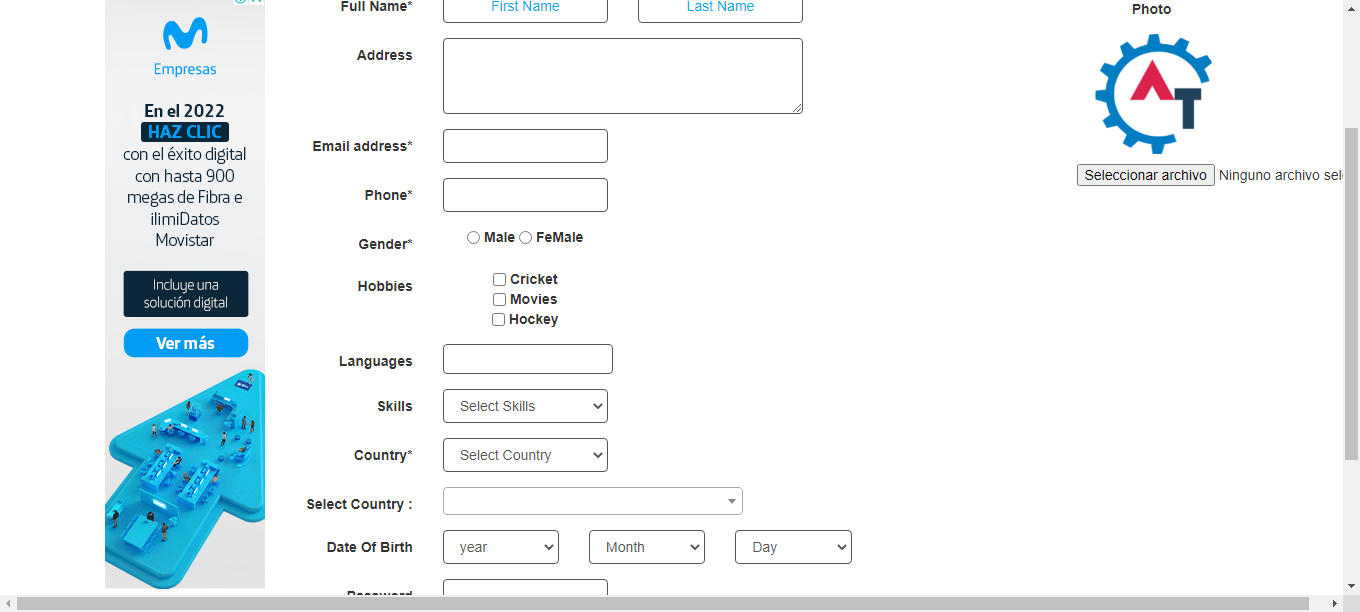 Full Name*
First Name
Last Name
Photo
Address
AT
Seleccionar archivo Ninguno archivo sel
Email address*
Phone*
Gender*
Male FeMale
Hobbies
Cricket
Movies
Hockey
Languages
Skills
Select Skills
Country*
Select Country
Select Country :
Date Of Birth
year Month Day
Password
Empresas
En el 2022
HAZ CLIC
con el éxito digital
con hasta 900
megas de Fibra e
ilimiDatos
Movistar
Incluye una
solución digital
Ver más